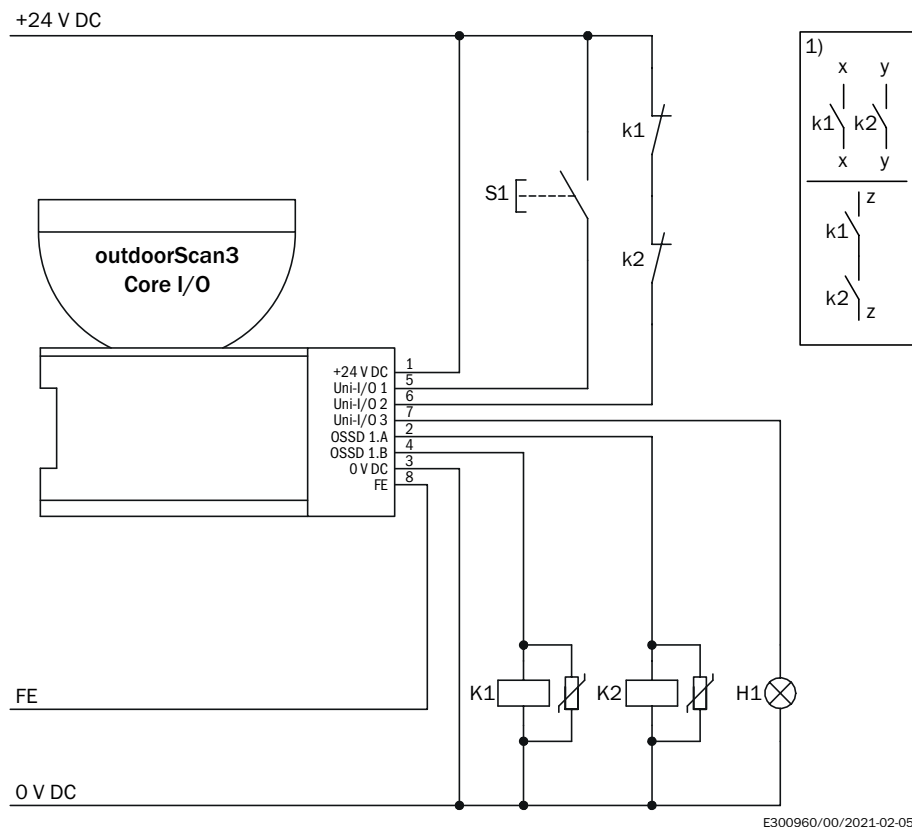 +24 V DC
1)
x y
k1 k2
x y
z
k1
k2
z
k1
S1
k2
outdoorScan3
Core I/O
+24 V DC 1
Uni-I/O 1 5
Uni-I/O 2 6
Uni-I/O 3 7
OSSD 1.A 2
OSSD 1.B 4
0 V DC 3
FE 8
FE
K1
K2
H1
0 V DC
E300960/00/2021-02-05